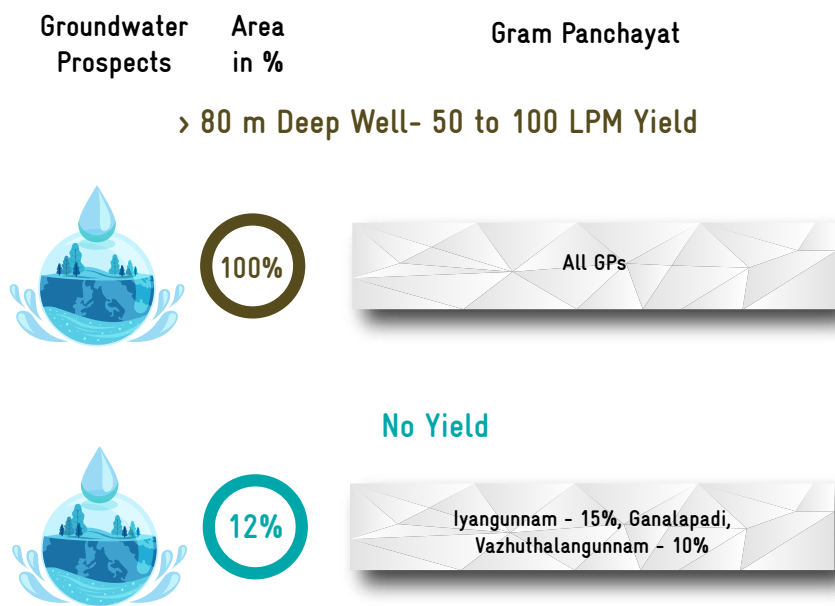 Groundwater Prospects
Area in %
Gram Panchayat
> 80 m Deep Well- 50 to 100 LPM Yield
100%
All GPs
No Yield
12%
Iyangunnam - 15%, Ganalapadi,
Vazhuthalangunnam - 10%